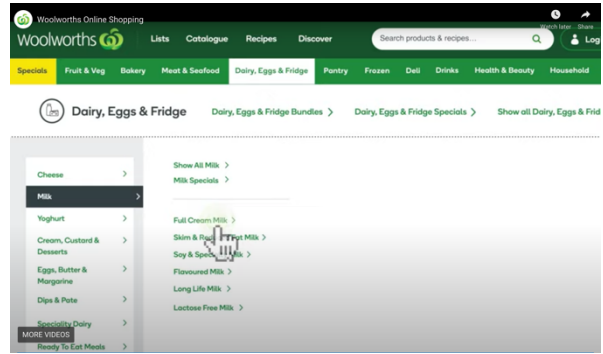 Woolworths Online Shopping
Watch later Share
Woolworths
Lists Catalogue Recipes Discover
Search products & recipes...
Log
Specials Fruit & Veg Bakery Meat & Seafood Dairy, Eggs & Fridge Pantry Frozen Deli Drinks Health & Beauty Household
Dairy, Eggs & Fridge
Dairy, Eggs & Fridge Bundles
Dairy, Eggs & Fridge Specials
Show all Dairy, Eggs & Frid
Cheese
Milk
Yoghurt
Cream, Custard &
Desserts
Eggs, Butter &
Margarine
Dips & Pate
Speciality Dairy
Ready To Eat Meals
Show All Milk
Milk Specials
Full Cream Milk
Skim & Milk
Soy &
Flavoured Milk
Long Life Milk
Lactose Free Milk
MORE VIDEOS